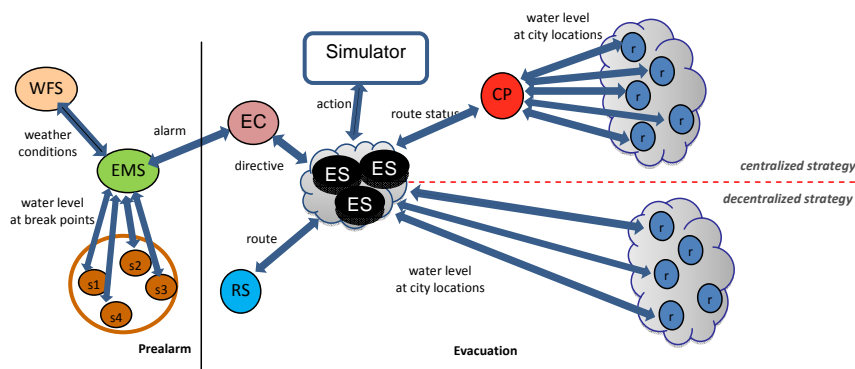 water level
at city locations
Simulator
r
r
r
r
r
WFS
CP
action
route status
EC
alarm
weather
conditions
directive
ES
ES
ES
EMS
centralized strategy
decentralized strategy
water level
at break points
route
r
r
r
r
r
water level
at city locations
s2
s1
s3
s4
RS
Prealarm
Evacuation